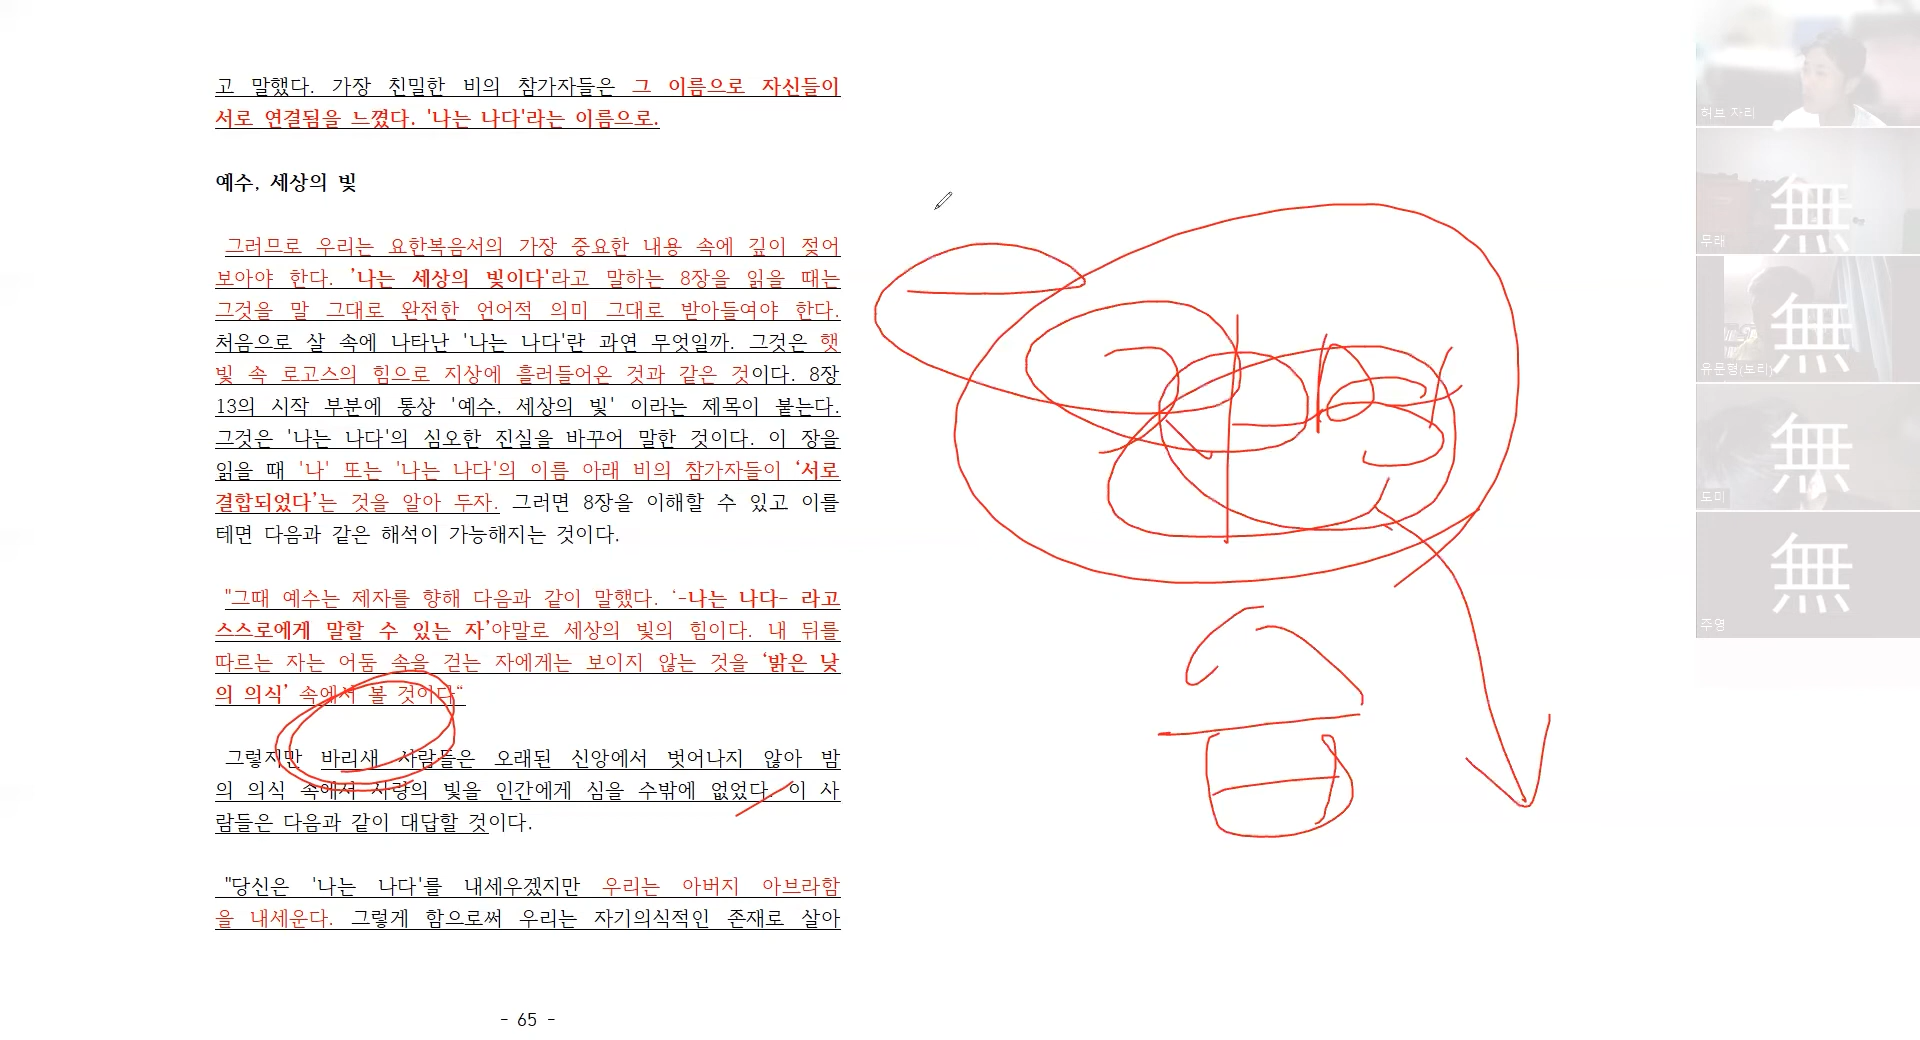 고 말했다. 가장 친밀한 비의 참가자들은 그 이름으로 자신들이
서로 연결됨을 느꼈다. '나는 나다'라는 이름으로.
예수, 세상의 빛
그러므로 우리는 요한복음서의 가장 중요한 내용 속에 깊이 젖어
보아야 한다. '나는 세상의 빛이다'라고 말하는 8장을 읽을 때는
그것을 말 그대로 완전한 언어적 의미 그대로 받아들여야 한다.
처음으로 살 속에 나타난 '나는 나다'란 과연 무엇일까. 그것은 햇
빛 속 로고스의 힘으로 지상에 흘러들어온 것과 같은 것이다. 8장
13의 시작 부분에 통상 '예수, 세상의 빛' 이라는 제목이 붙는다.
그것은 '나는 나다'의 심오한 진실을 바꾸어 말한 것이다. 이 장을
읽을 때 '나' 또는 '나는 나다'의 이름 아래 비의 참가자들이 ‘서로
결합되었다’는 것을 알아 두자. 그러면 8장을 이해할 수 있고 이를
테면 다음과 같은 해석이 가능해지는 것이다.
"그때 예수는 제자를 향해 다음과 같이 말했다. ‘-나는 나다- 라고
스스로에게 말할 수 있는 자’야말로 세상의 빛의 힘이다. 내 뒤를
따르는 자는 어둠 속을 걷는 자에게는 보이지 않는 것을 ‘밝은 낮
의 의식’ 속에서 볼 것이다“
그렇지만 바리새 사람들은 오래된 신앙에서 벗어나지 않아 밤
의 의식 속에서 사랑의 빛을 인간에게 심을 수밖에 없었다. 이 사
람들은 다음과 같이 대답할 것이다.
"당신은 '나는 나다'를 내세우겠지만 우리는 아버지 아브라함
을 내세운다. 그렇게 함으로써 우리는 자기의식적인 존재로 살아
- 65 -
허브 자리
無
무래
無
유문형(보리)
無
도미
無
주영